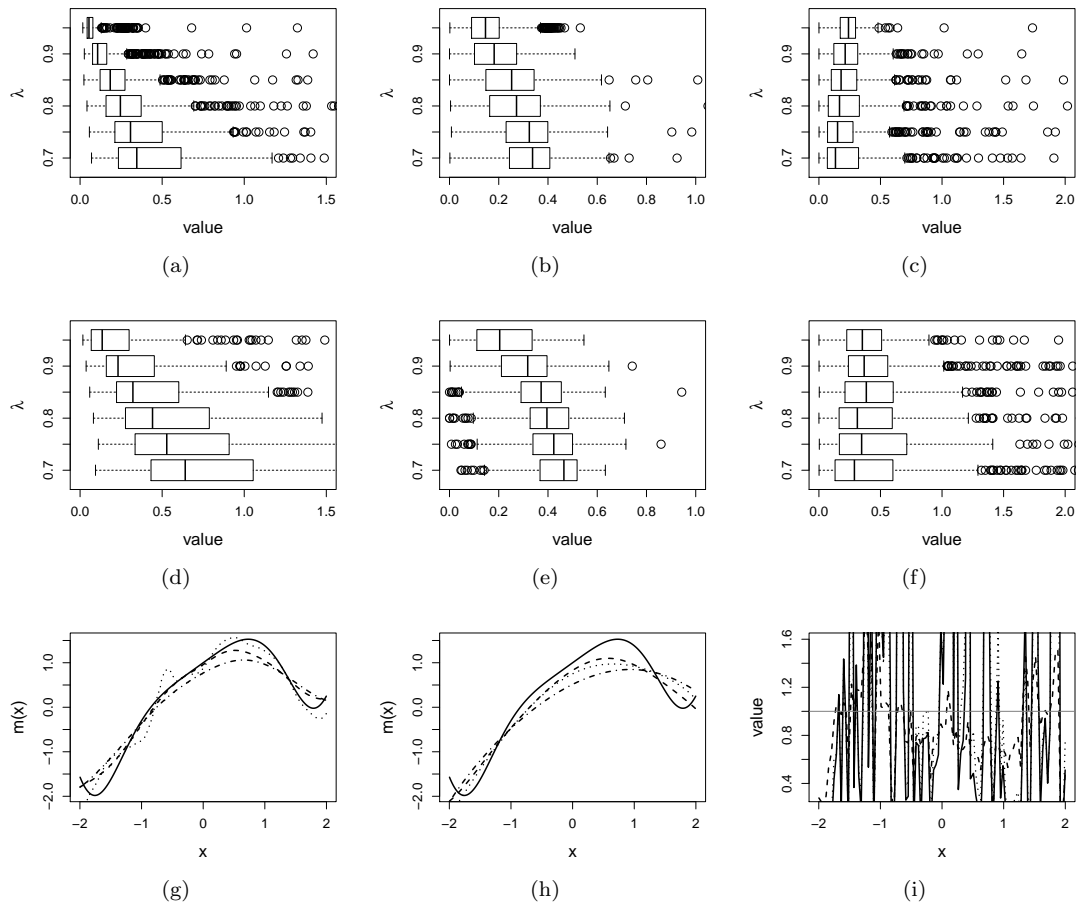 λ
0.9
0.8
0.7
0.0 0.5 1.0 1.5
value
(a)
λ
0.9
0.8
0.7
0.0 0.2 0.4 0.6 0.8 1.0
value
(b)
λ
0.9
0.8
0.7
0.0 0.5 1.0 1.5 2.0
value
(c)
λ
0.9
0.8
0.7
0.0 0.5 1.0 1.5
value
(d)
λ
0.9
0.8
0.7
0.0 0.2 0.4 0.6 0.8 1.0
value
(e)
λ
0.9
0.8
0.7
0.0 0.5 1.0 1.5 2.0
value
(f)
m(x)
1.0
0.0
−1.0
−2.0
−2 −1 0 1 2
x
(g)
m(x)
1.0
0.0
−1.0
−2.0
−2 −1 0 1 2
x
(h)
value
1.6
1.2
0.8
0.4
−2 −1 0 1 2
x
(i)